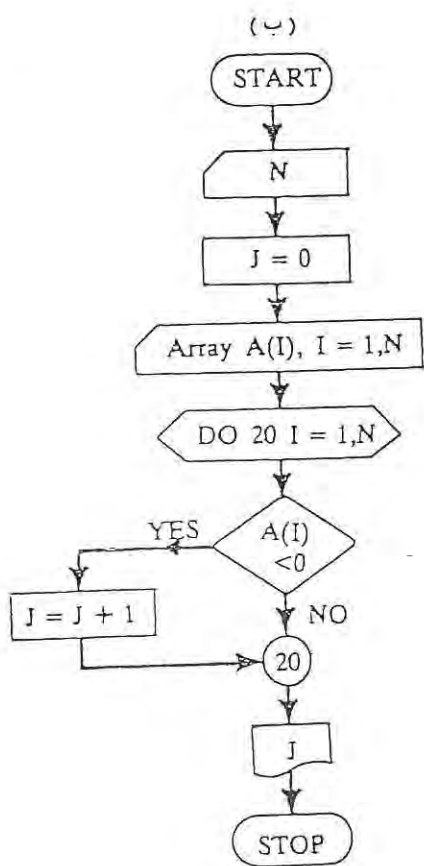 (ب)
START
N
J = 0
Array A(I), I = 1,N
DO 20 I = 1,N
A(I)
<0
YES
J = J + 1
NO
20
J
STOP